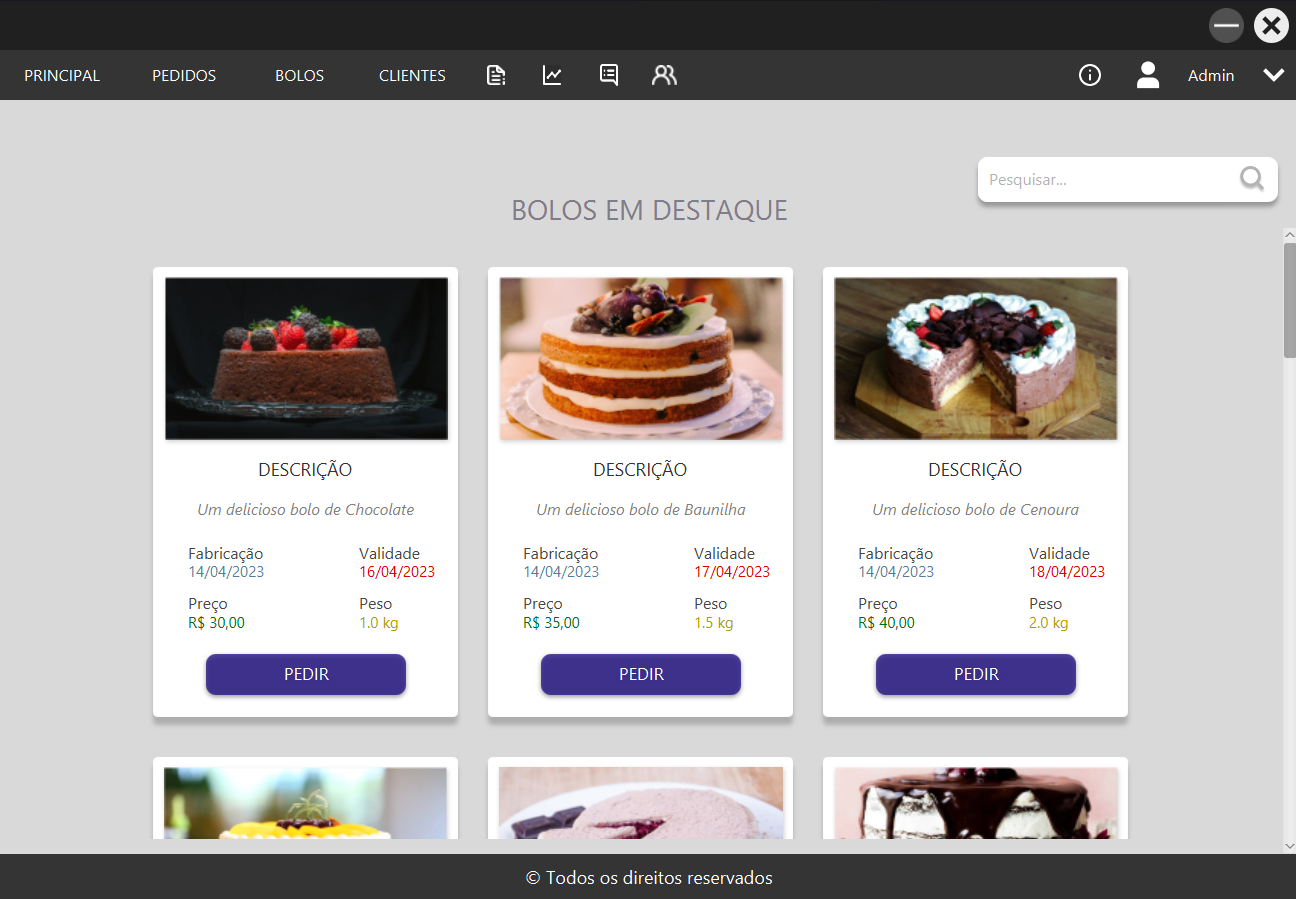 PRINCIPAL PEDIDOS BOLOS CLIENTES Admin
Pesquisar...
BOLOS EM DESTAQUE
DESCRIÇÃO
Um delicioso bolo de Chocolate
Fabricação Validade
14/04/2023 16/04/2023
Preço Peso
R$ 30,00 1.0 kg
PEDIR
DESCRIÇÃO
Um delicioso bolo de Baunilha
Fabricação Validade
14/04/2023 17/04/2023
Preço Peso
R$ 35,00 1.5 kg
PEDIR
DESCRIÇÃO
Um delicioso bolo de Cenoura
Fabricação Validade
14/04/2023 18/04/2023
Preço Peso
R$ 40,00 2.0 kg
PEDIR
© Todos os direitos reservados